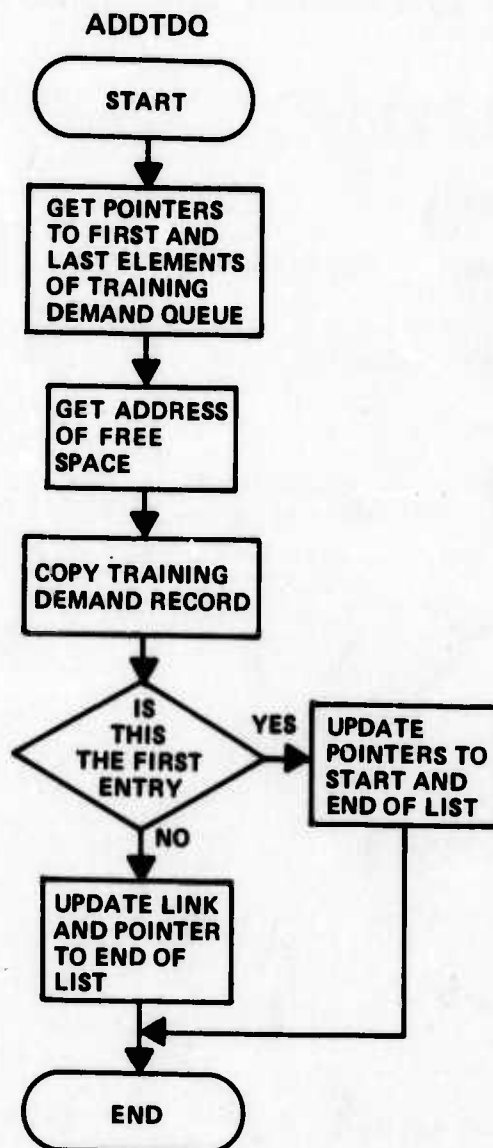 ADDTDQ
START
GET POINTERS
TO FIRST AND
LAST ELEMENTS
OF TRAINING
DEMAND QUEUE
GET ADDRESS
OF FREE
SPACE
COPY TRAINING
DEMAND RECORD
IS
THIS
THE FIRST
ENTRY
YES
UPDATE
POINTERS TO
START AND
END OF LIST
NO
UPDATE LINK
AND POINTER
TO END OF
LIST
END